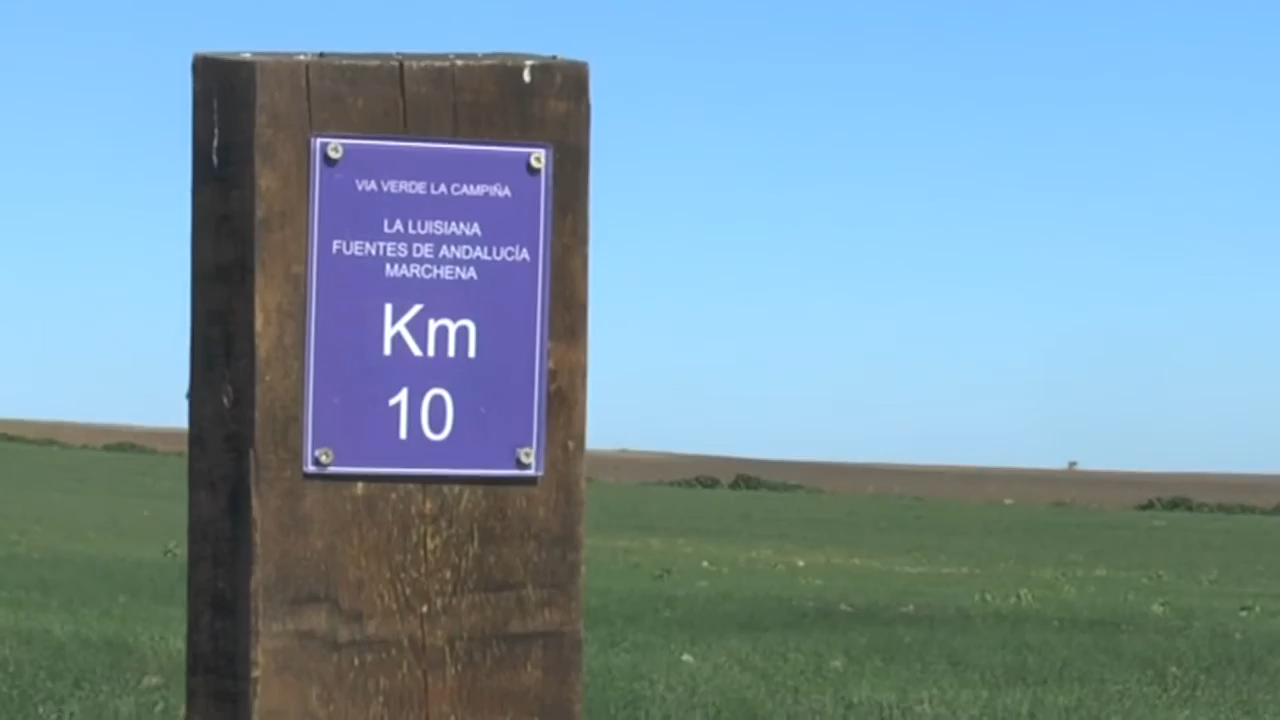 VIA VERDE LA CAMPIÑA
LA LUISIANA
FUENTES DE ANDALUCÍA
MARCHENA
Km
10